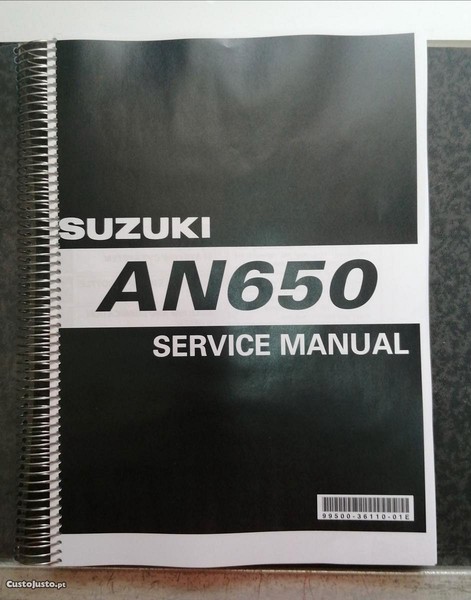 SUZUKI
AN650
SERVICE MANUAL
99500-36110-01E
CustoJusto.pt